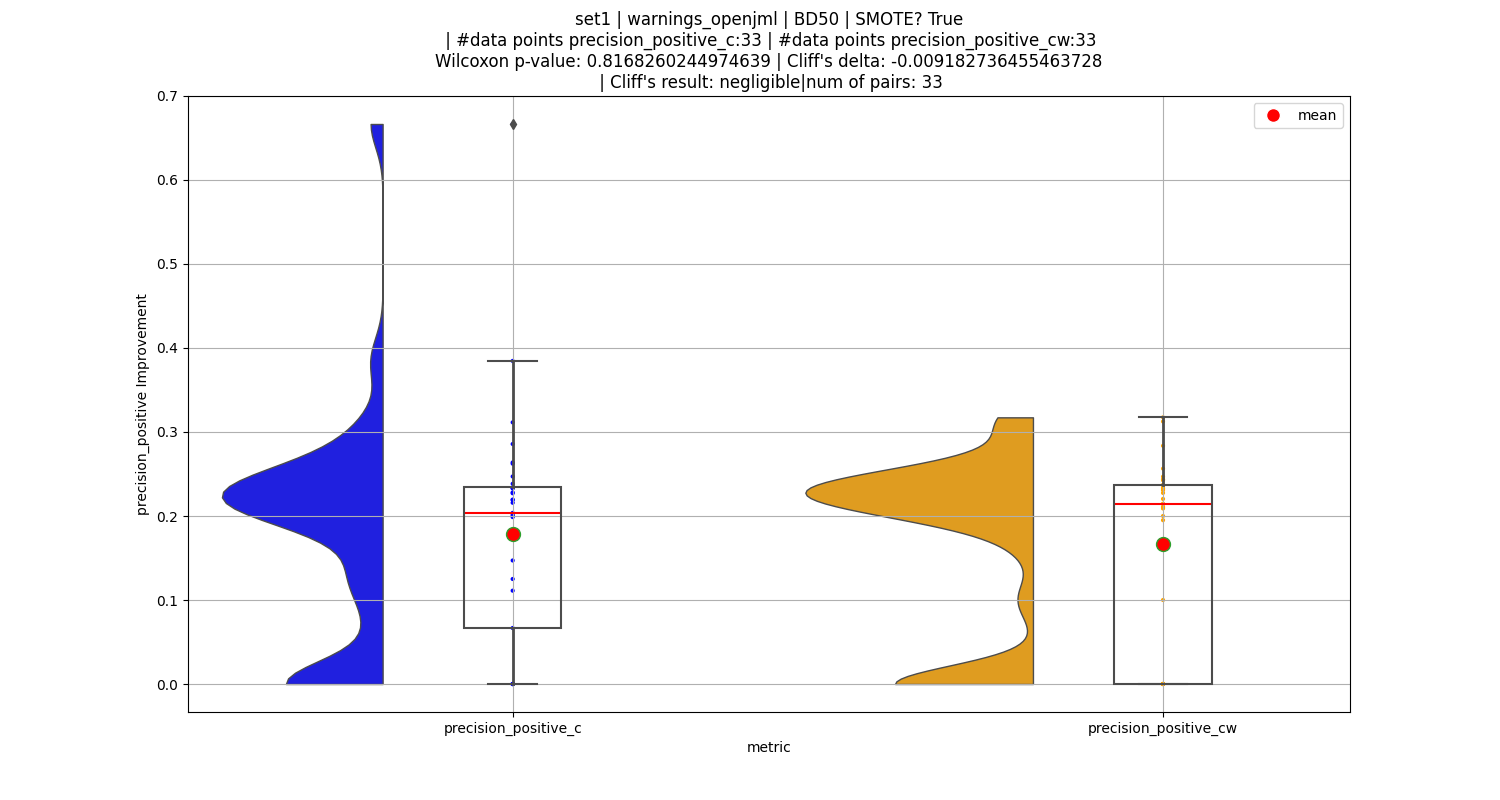 set1 | warnings_openjml | BD50 | SMOTE? True
| #data points precision_positive_c:33 | #data points precision_positive_cw:33
Wilcoxon p-value: 0.8168260244974639 | Cliff's delta: -0.009182736455463728
| Cliff's result: negligible|num of pairs: 33
mean
precision_positive Improvement
0.7
0.6
0.5
0.4
0.3
0.2
0.1
0.0
precision_positive_c
precision_positive_cw
metric